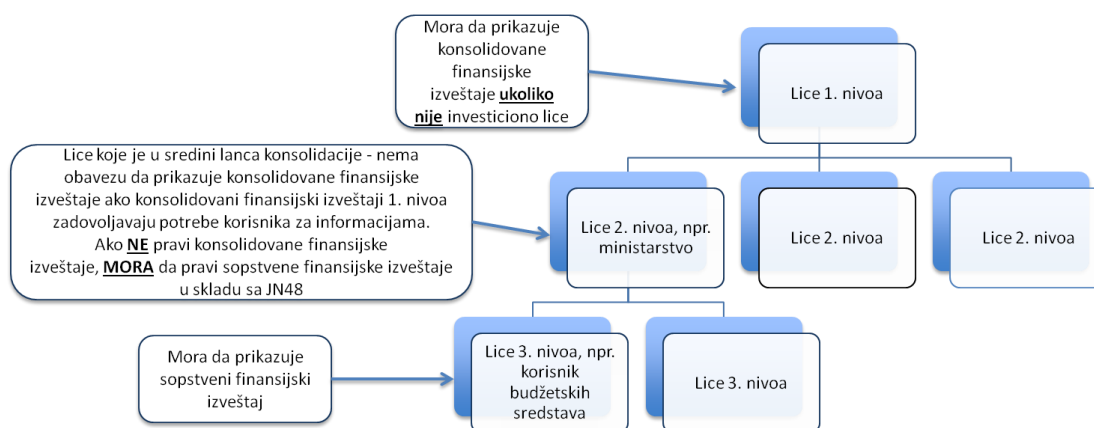 Mora da prikazuje
konsolidovane
finansijske
izveštaje ukoliko
nije investiciono lice
Lice 1. nivoa
Lice koje je u sredini lanca konsolidacije - nema
obavezu da prikazuje konsolidovane finansijske
izveštaje ako konsolidovani finansijski izveštaji 1. nivoa
zadovoljavaju potrebe korisnika za informacijama.
Ako NE pravi konsolidovane finansijske
izveštaje, MORA da pravi sopstvene finansijske izveštaje
u skladu sa JN48
Lice 2. nivoa, npr.
ministarstvo
Lice 2. nivoa
Lice 2. nivoa
Mora da prikazuje
sopstveni finansijski
izveštaj
Lice 3. nivoa, npr.
korisnik
budžetskih
sredstava
Lice 3. nivoa